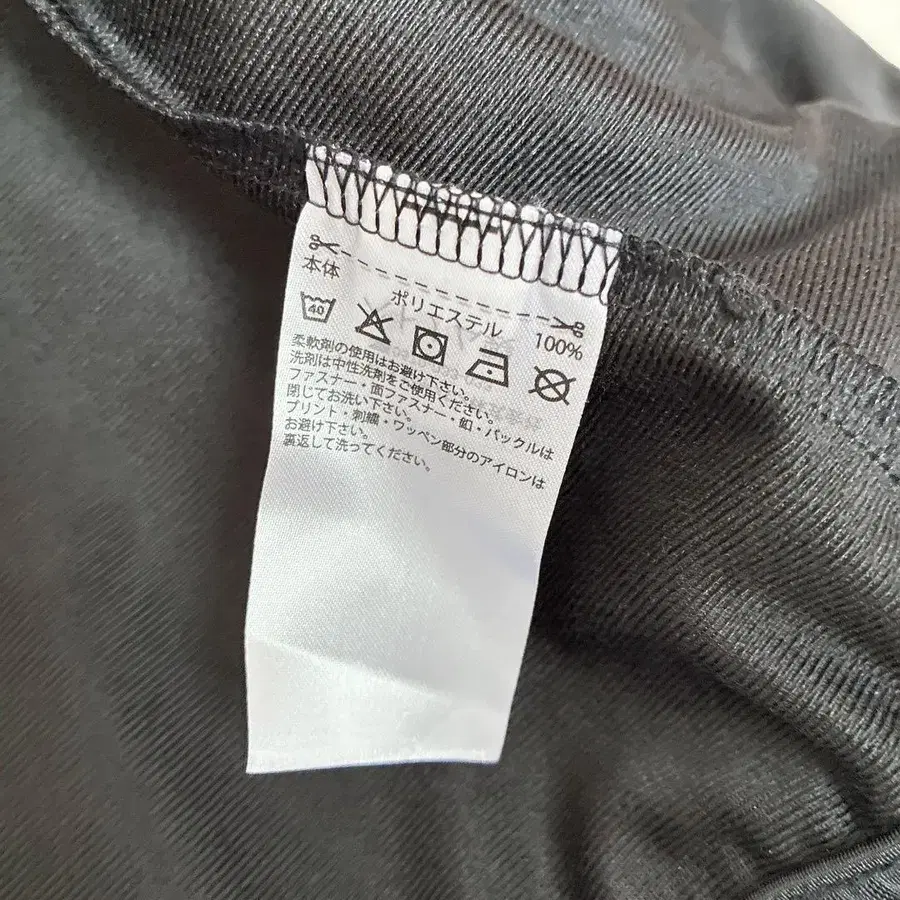 本体 ポリエステル 100%
40
柔軟剤の使用はお避け下さい。
洗剤は中性洗剤をご使用ください。
ファスナー・面ファスナー・釦・バックルは
閉じてお洗い下さい。
プリント・刺繍・ワッペン部分のアイロンは
お避け下さい。
裏返して洗ってください。